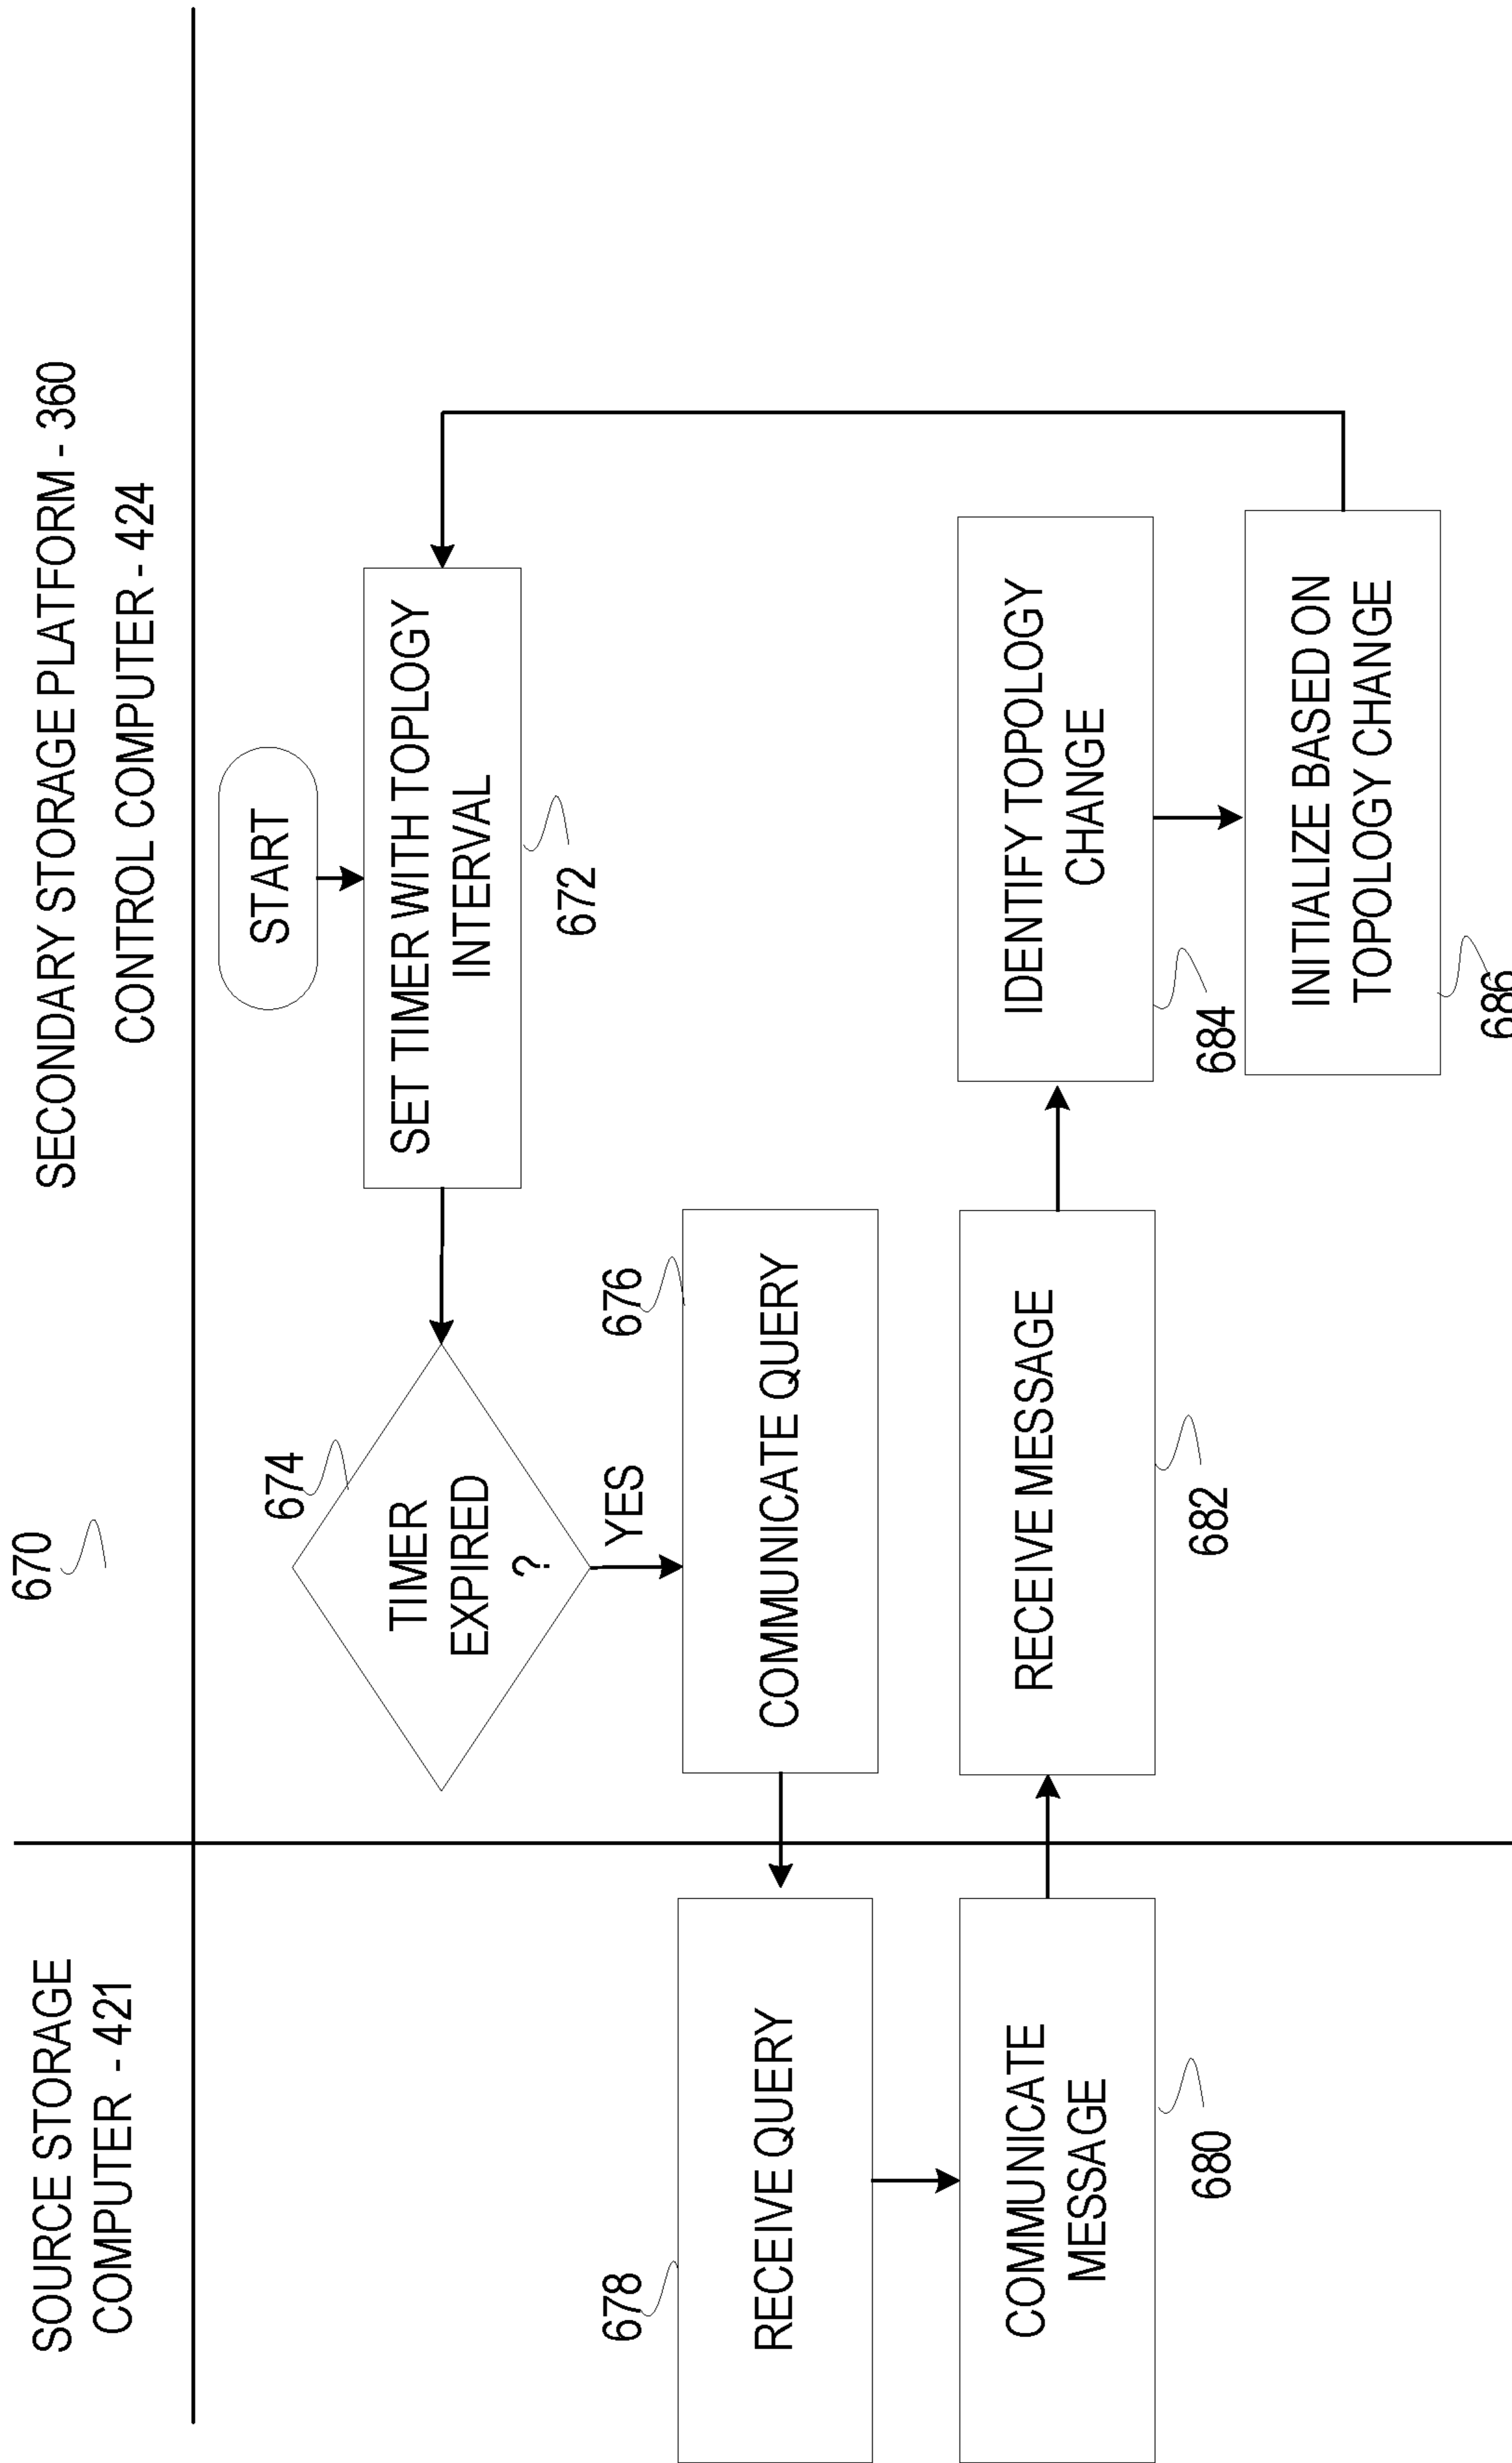 670
SOURCE STORAGE
COMPUTER - 421
SECONDARY STORAGE PLATFORM - 360
CONTROL COMPUTER - 424
START
SET TIMER WITH TOPLOGY
INTERVAL
672
674
TIMER
EXPIRED
?
YES
676
COMMUNICATE QUERY
678
RECEIVE QUERY
COMMUNICATE
MESSAGE
680
RECEIVE MESSAGE
682
IDENTIFY TOPOLOGY
CHANGE
684
INITIALIZE BASED ON
TOPOLOGY CHANGE
686